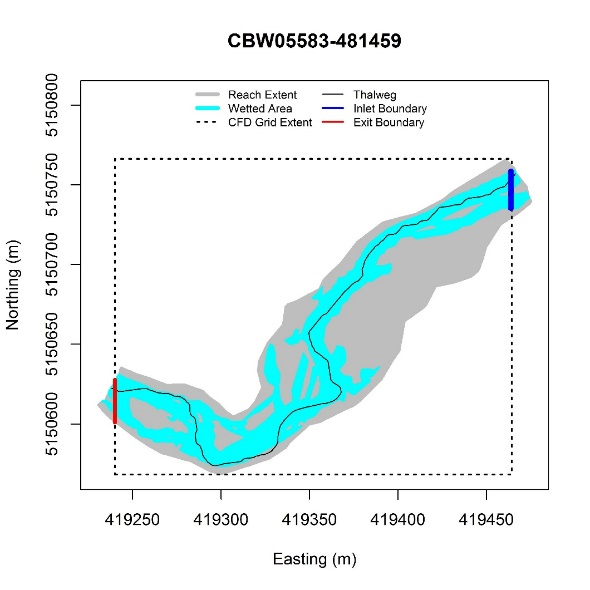 CBW05583-481459
Reach Extent Thalweg
Wetted Area Inlet Boundary
CFD Grid Extent Exit Boundary
Northing (m)
5150800
5150750
5150700
5150650
5150600
419250 419300 419350 419400 419450
Easting (m)